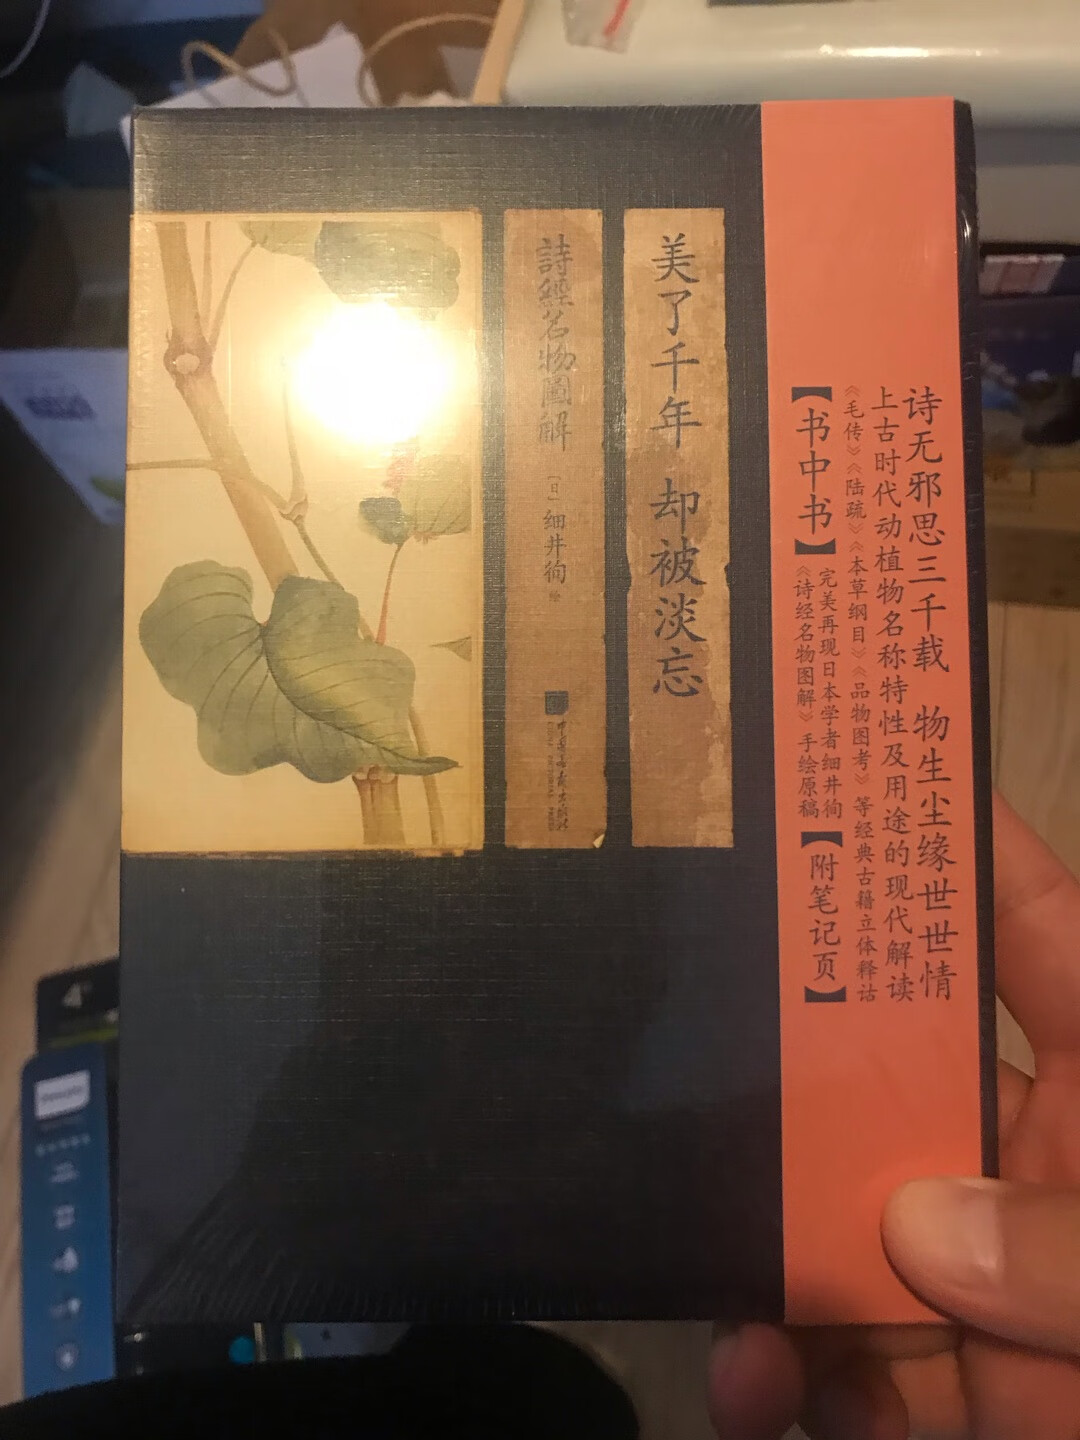 诗无邪思三千载 物生尘缘世世情
上古时代动植物名称特性及用途的现代解读
《毛传》《陆疏》《本草纲目》《品物图考》等经典古籍立体释诂
【书中书】
完美再现日本学者细井徇
《诗经名物图解》手绘原稿
【附笔记页】
美了千年 却被淡忘
詩經名物圖解
［日］细井徇 绘
4